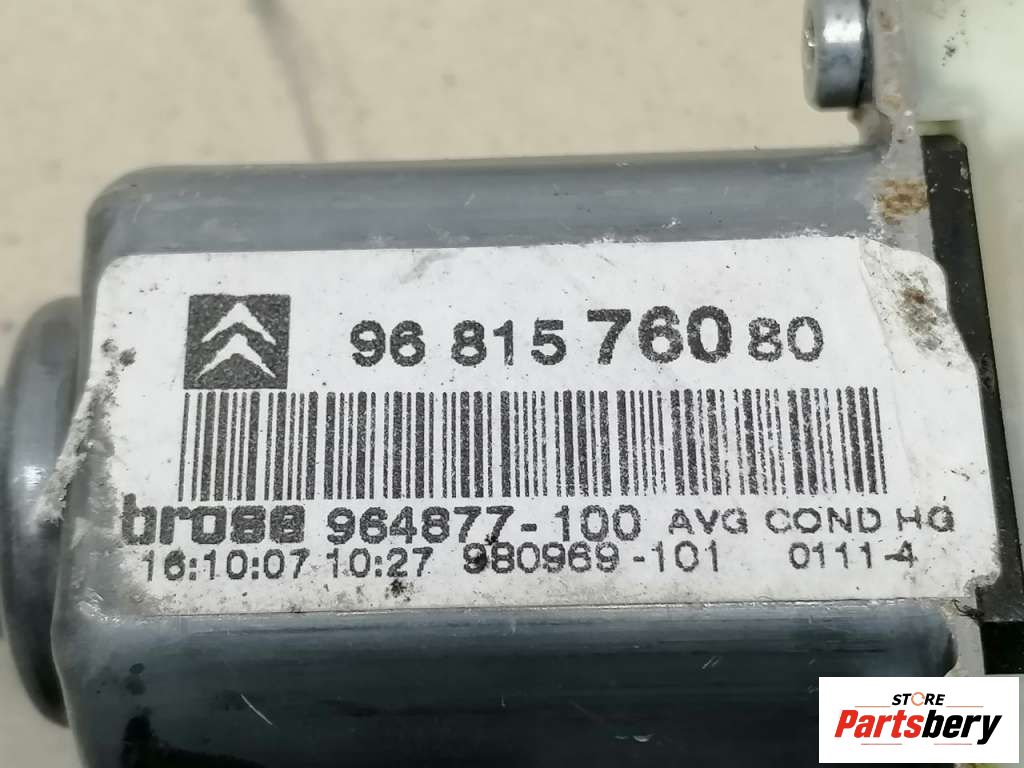 96 815 760 80
brose 964877-100 AVG COND HG
16:10:07 10:27 980969-101 0111-4
STORE
Partsbery